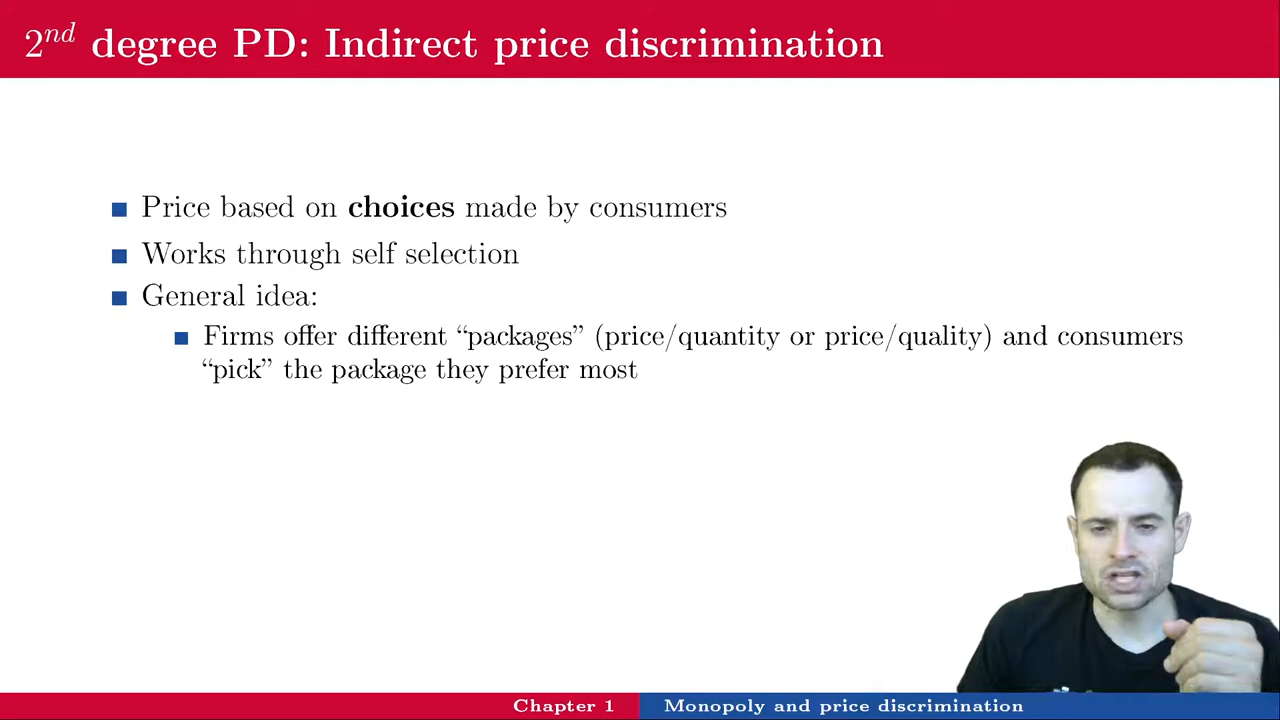 2nd degree PD: Indirect price discrimination
Price based on choices made by consumers
Works through self selection
General idea:
Firms offer different “packages” (price/quantity or price/quality) and consumers
“pick” the package they prefer most
Chapter 1
Monopoly and price discrimination